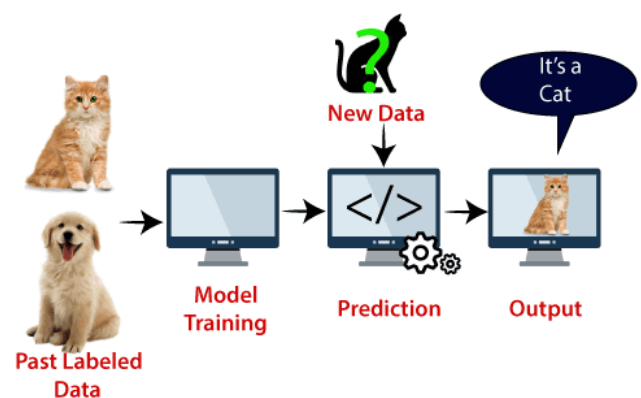 ?
New Data
It's a
Cat
</>
Model
Training
Prediction
Output
Past Labeled
Data